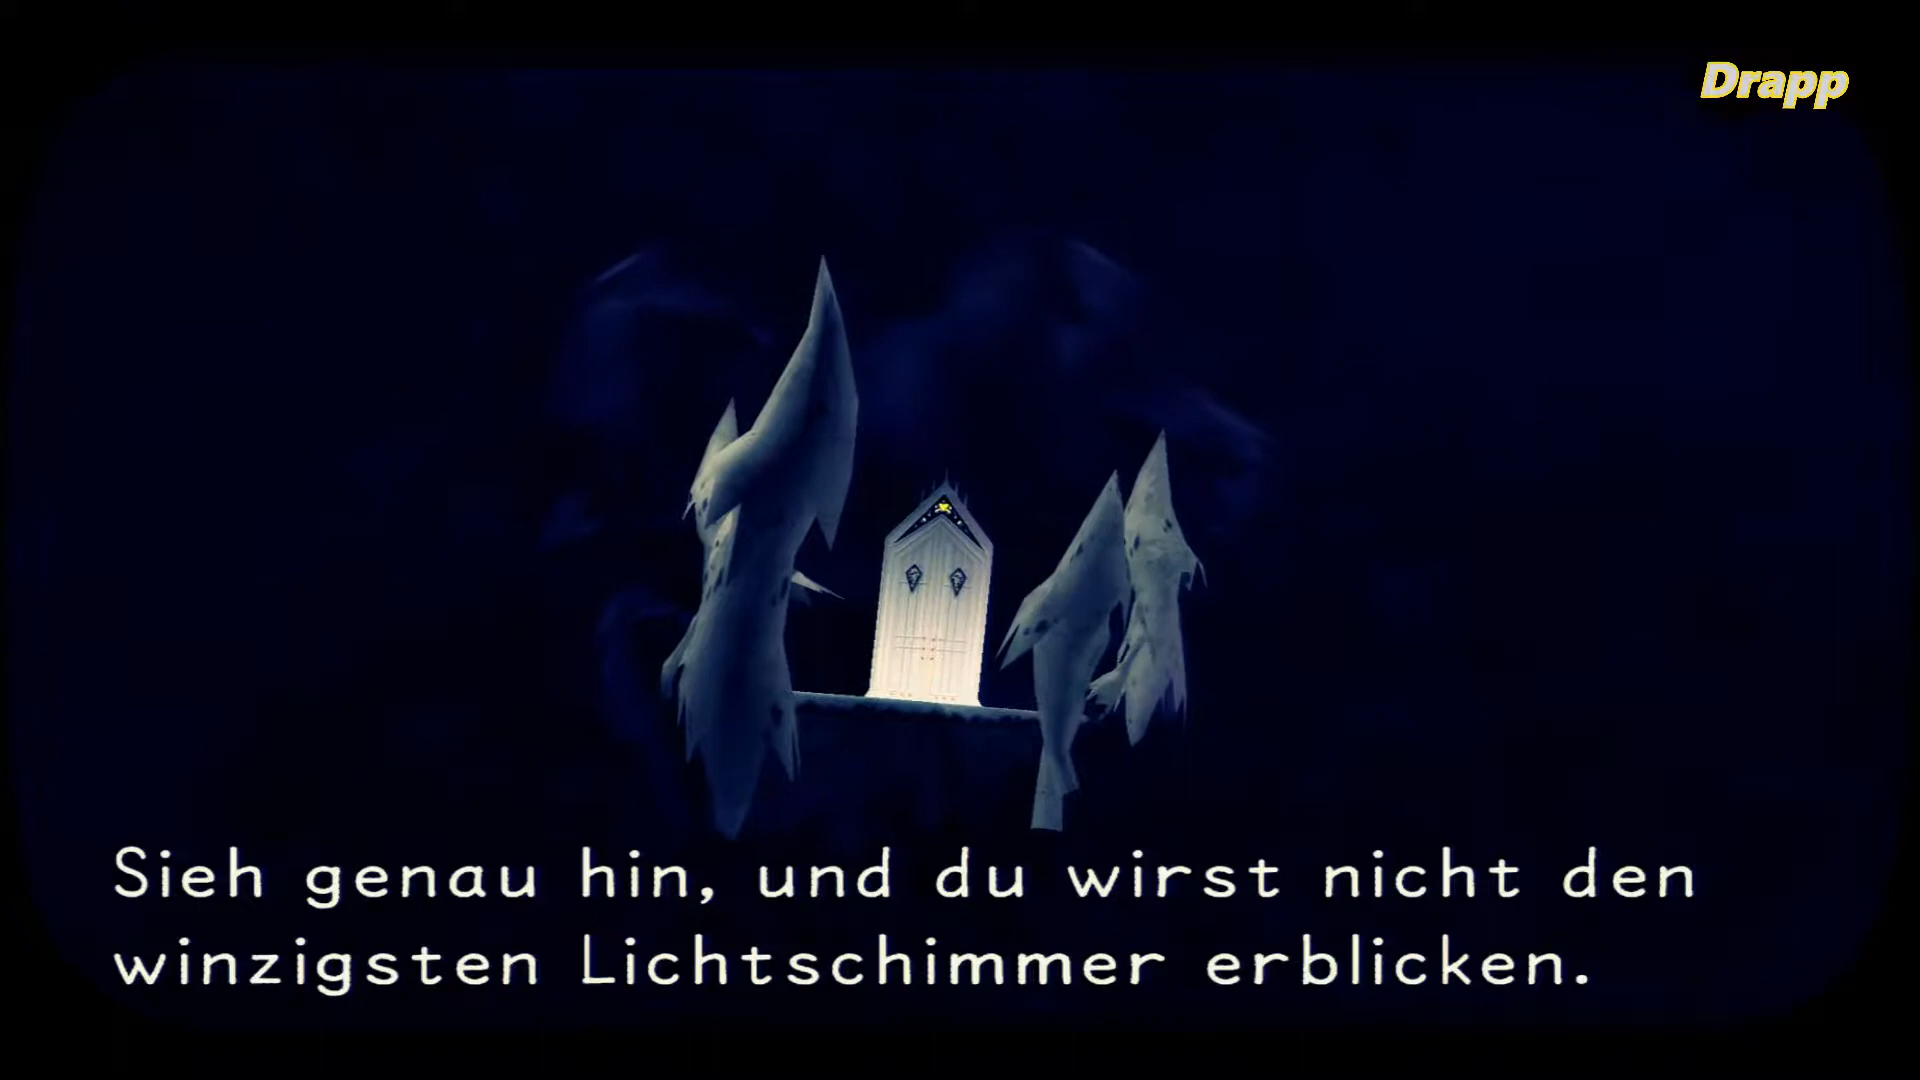 Drapp
Sieh genau hin, und du wirst nicht den
winzigsten Lichtschimmer erblicken.